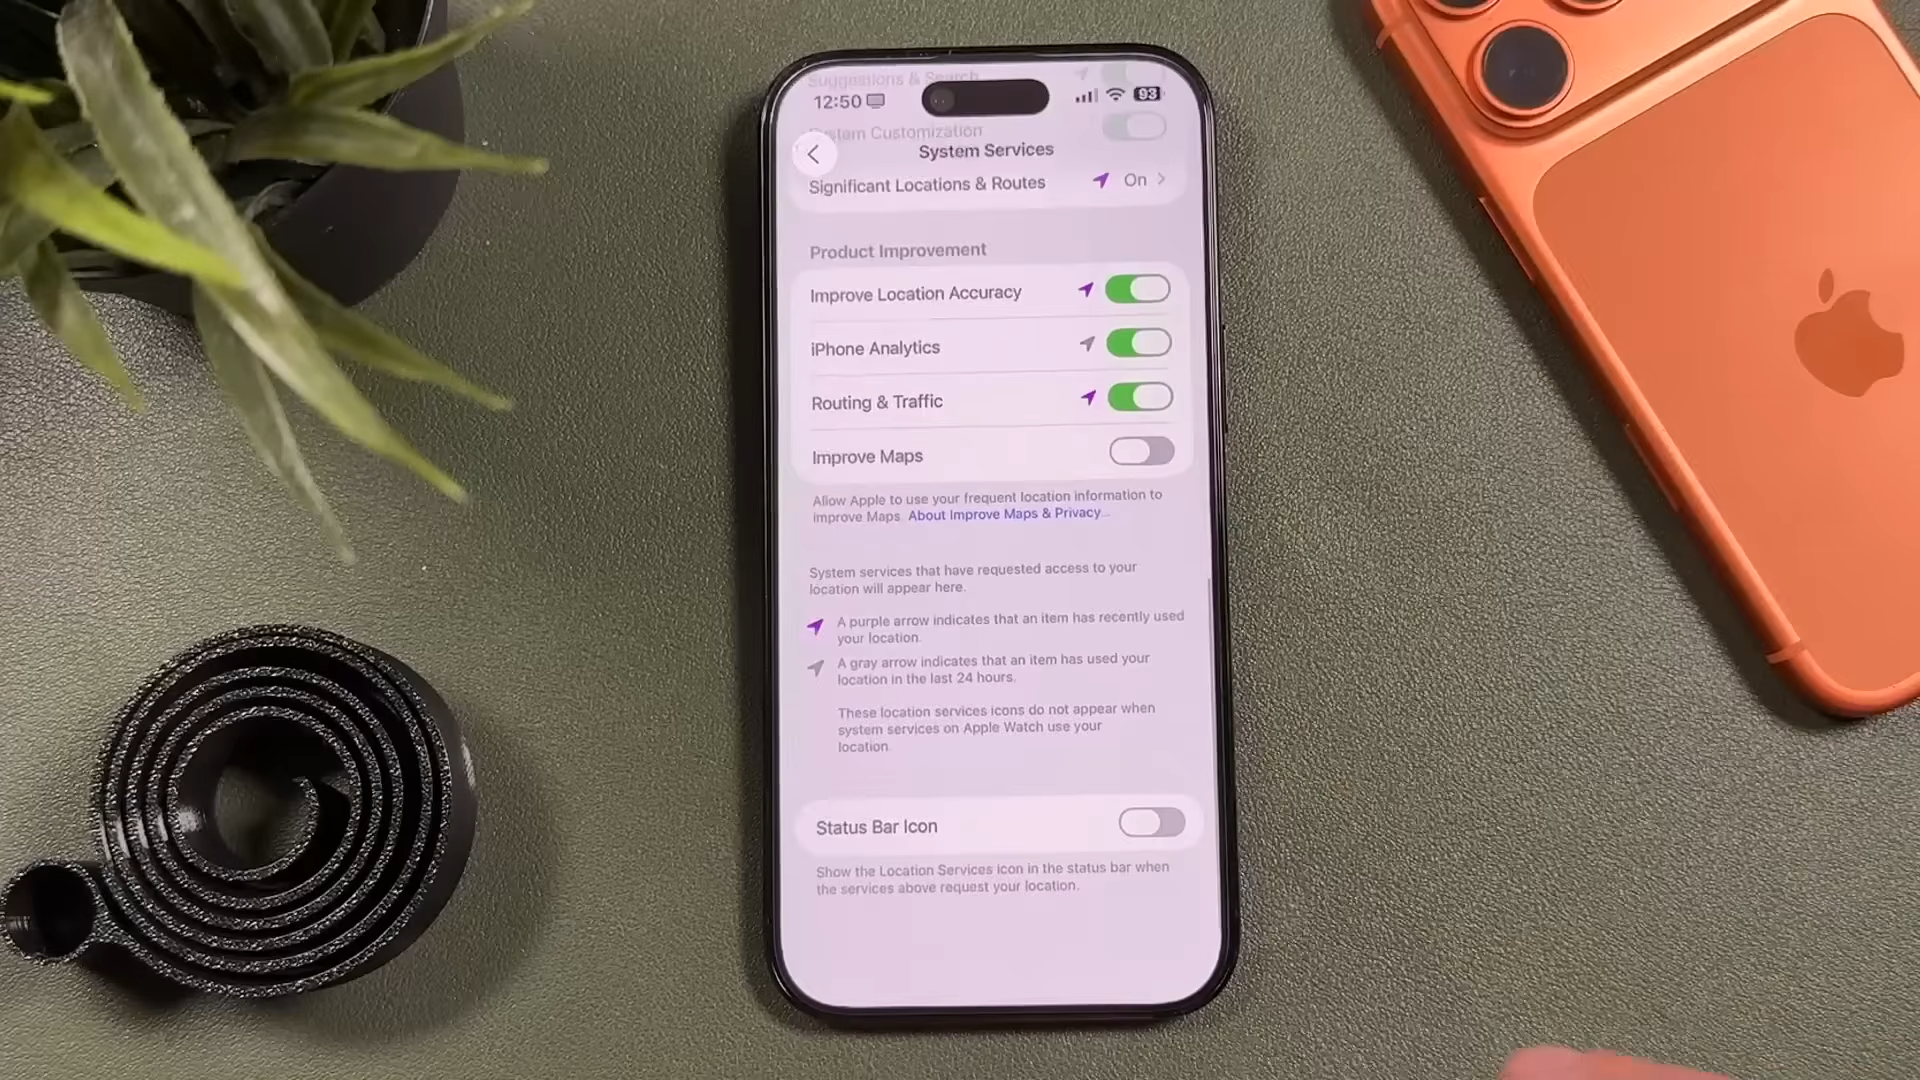 Suggestions & Search
12:50
93
System Customization
System Services
Significant Locations & Routes On
Product Improvement
Improve Location Accuracy
iPhone Analytics
Routing & Traffic
Improve Maps
Allow Apple to use your frequent location information to
improve Maps. About Improve Maps & Privacy...
System services that have requested access to your
location will appear here.
A purple arrow indicates that an item has recently used
your location.
A gray arrow indicates that an item has used your
location in the last 24 hours.
These location services icons do not appear when
system services on Apple Watch use your
location.
Status Bar Icon
Show the Location Services icon in the status bar when
the services above request your location.